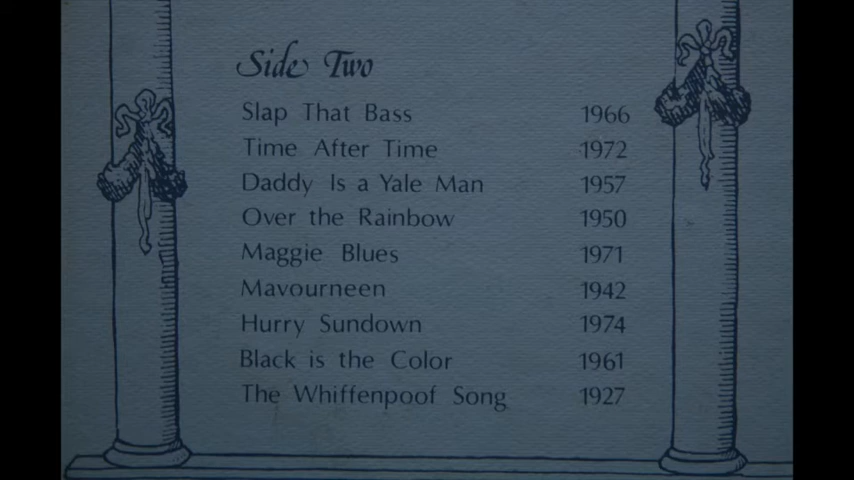 Side Two
Slap That Bass 1966
Time After Time 1972
Daddy Is a Yale Man 1957
Over the Rainbow 1950
Maggie Blues 1971
Mavourneen 1942
Hurry Sundown 1974
Black is the Color 1961
The Whiffenpoof Song 1927